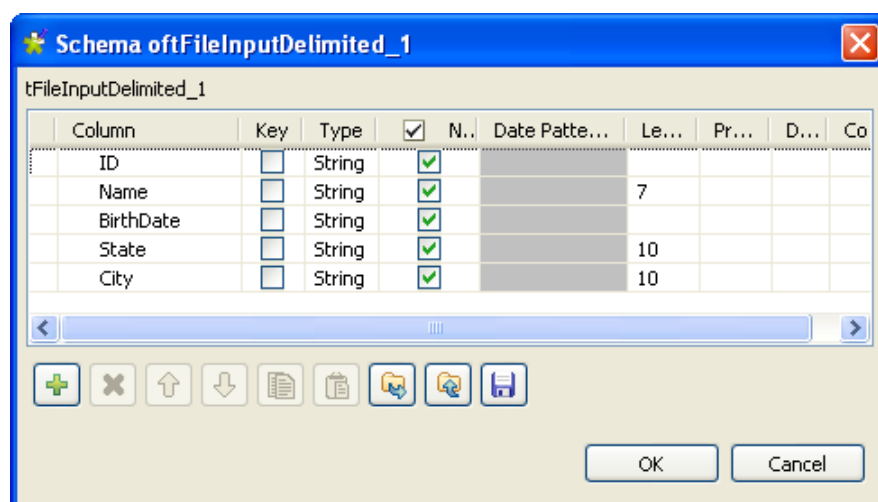 Schema oftFileInputDelimited_1
tFileInputDelimited_1
Column Key Type N.. Date Patte... Le... Pr... D... Co
ID String
Name String 7
BirthDate String
State String 10
City String 10
OK Cancel